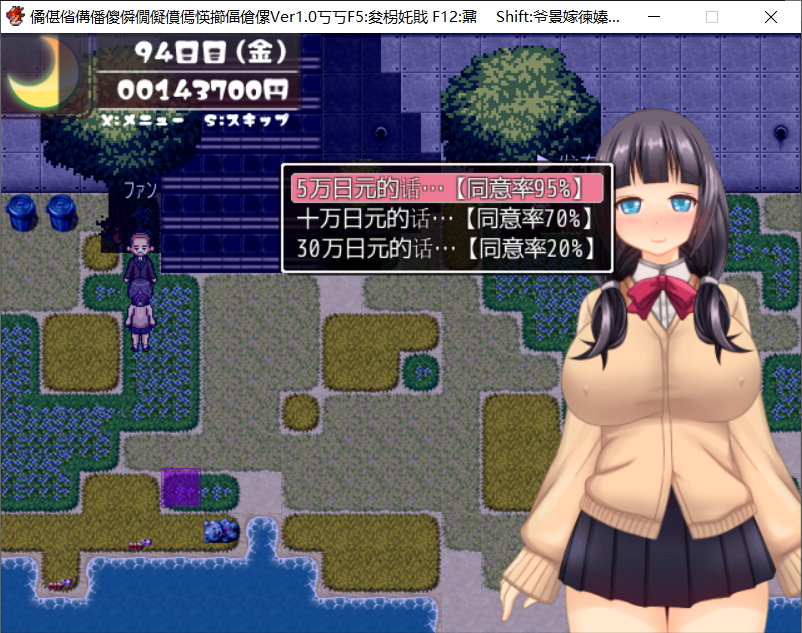 94日目(金)
00143700円
X:メニュー S:スキップ
ファン
5万日元的话…【同意率95%】
十万日元的话…【同意率70%】
30万日元的话…【同意率20%】